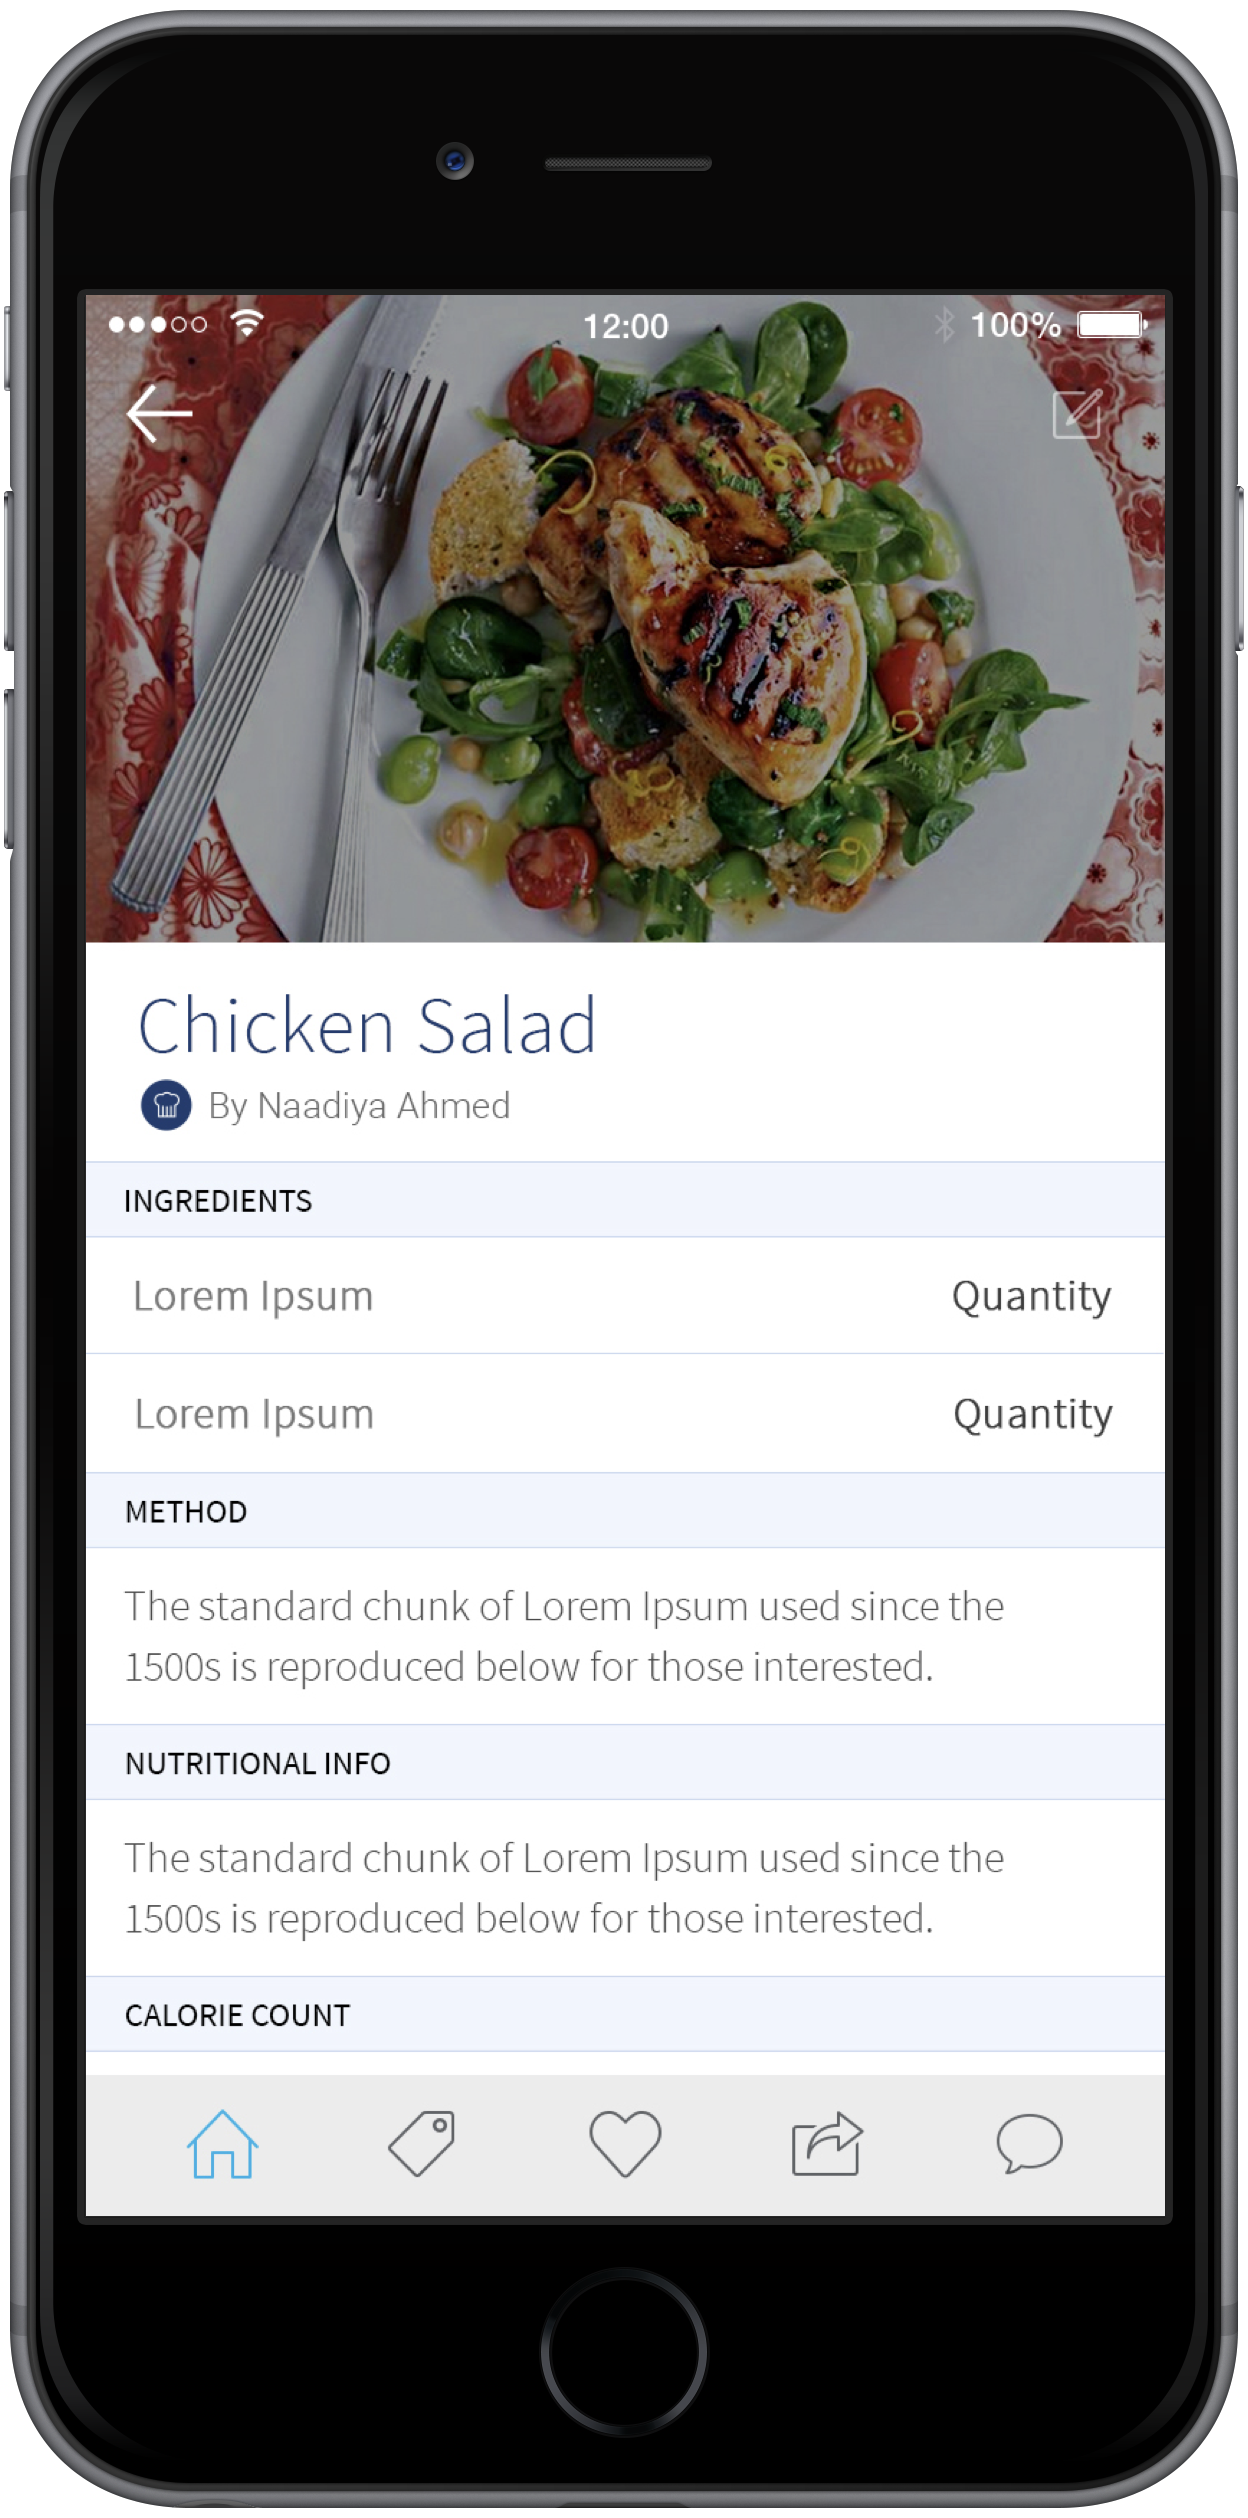 12:00
100%
Chicken Salad
By Naadiya Ahmed
INGREDIENTS
Lorem Ipsum Quantity
Lorem Ipsum Quantity
METHOD
The standard chunk of Lorem Ipsum used since the
1500s is reproduced below for those interested.
NUTRITIONAL INFO
The standard chunk of Lorem Ipsum used since the
1500s is reproduced below for those interested.
CALORIE COUNT